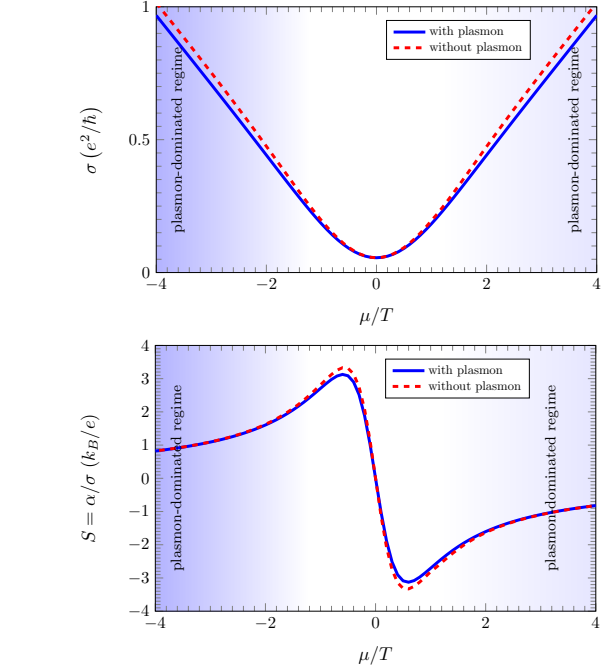 1
0.5
0
σ (e²/ħ)
with plasmon
without plasmon
plasmon-dominated regime
plasmon-dominated regime
−4 −2 0 2 4
μ/T
4
3
2
1
0
−1
−2
−3
−4
S = α/σ (k_B/e)
with plasmon
without plasmon
plasmon-dominated regime
plasmon-dominated regime
−4 −2 0 2 4
μ/T